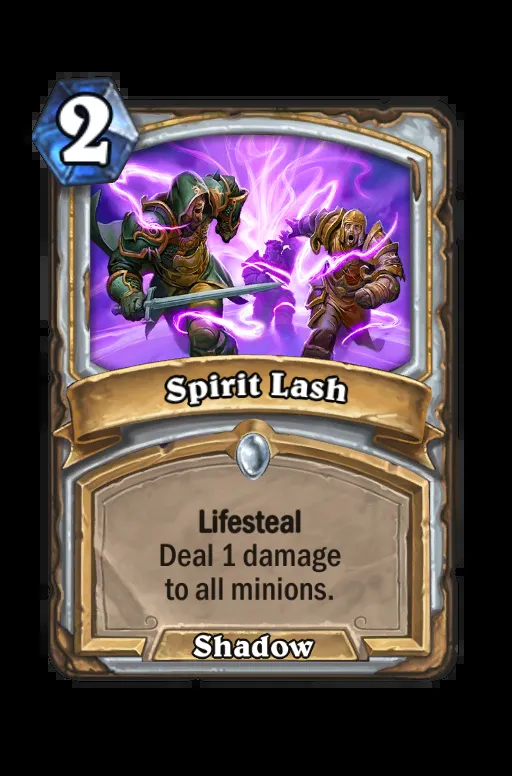 2
Spirit Lash
Lifesteal
Deal 1 damage
to all minions.
Shadow